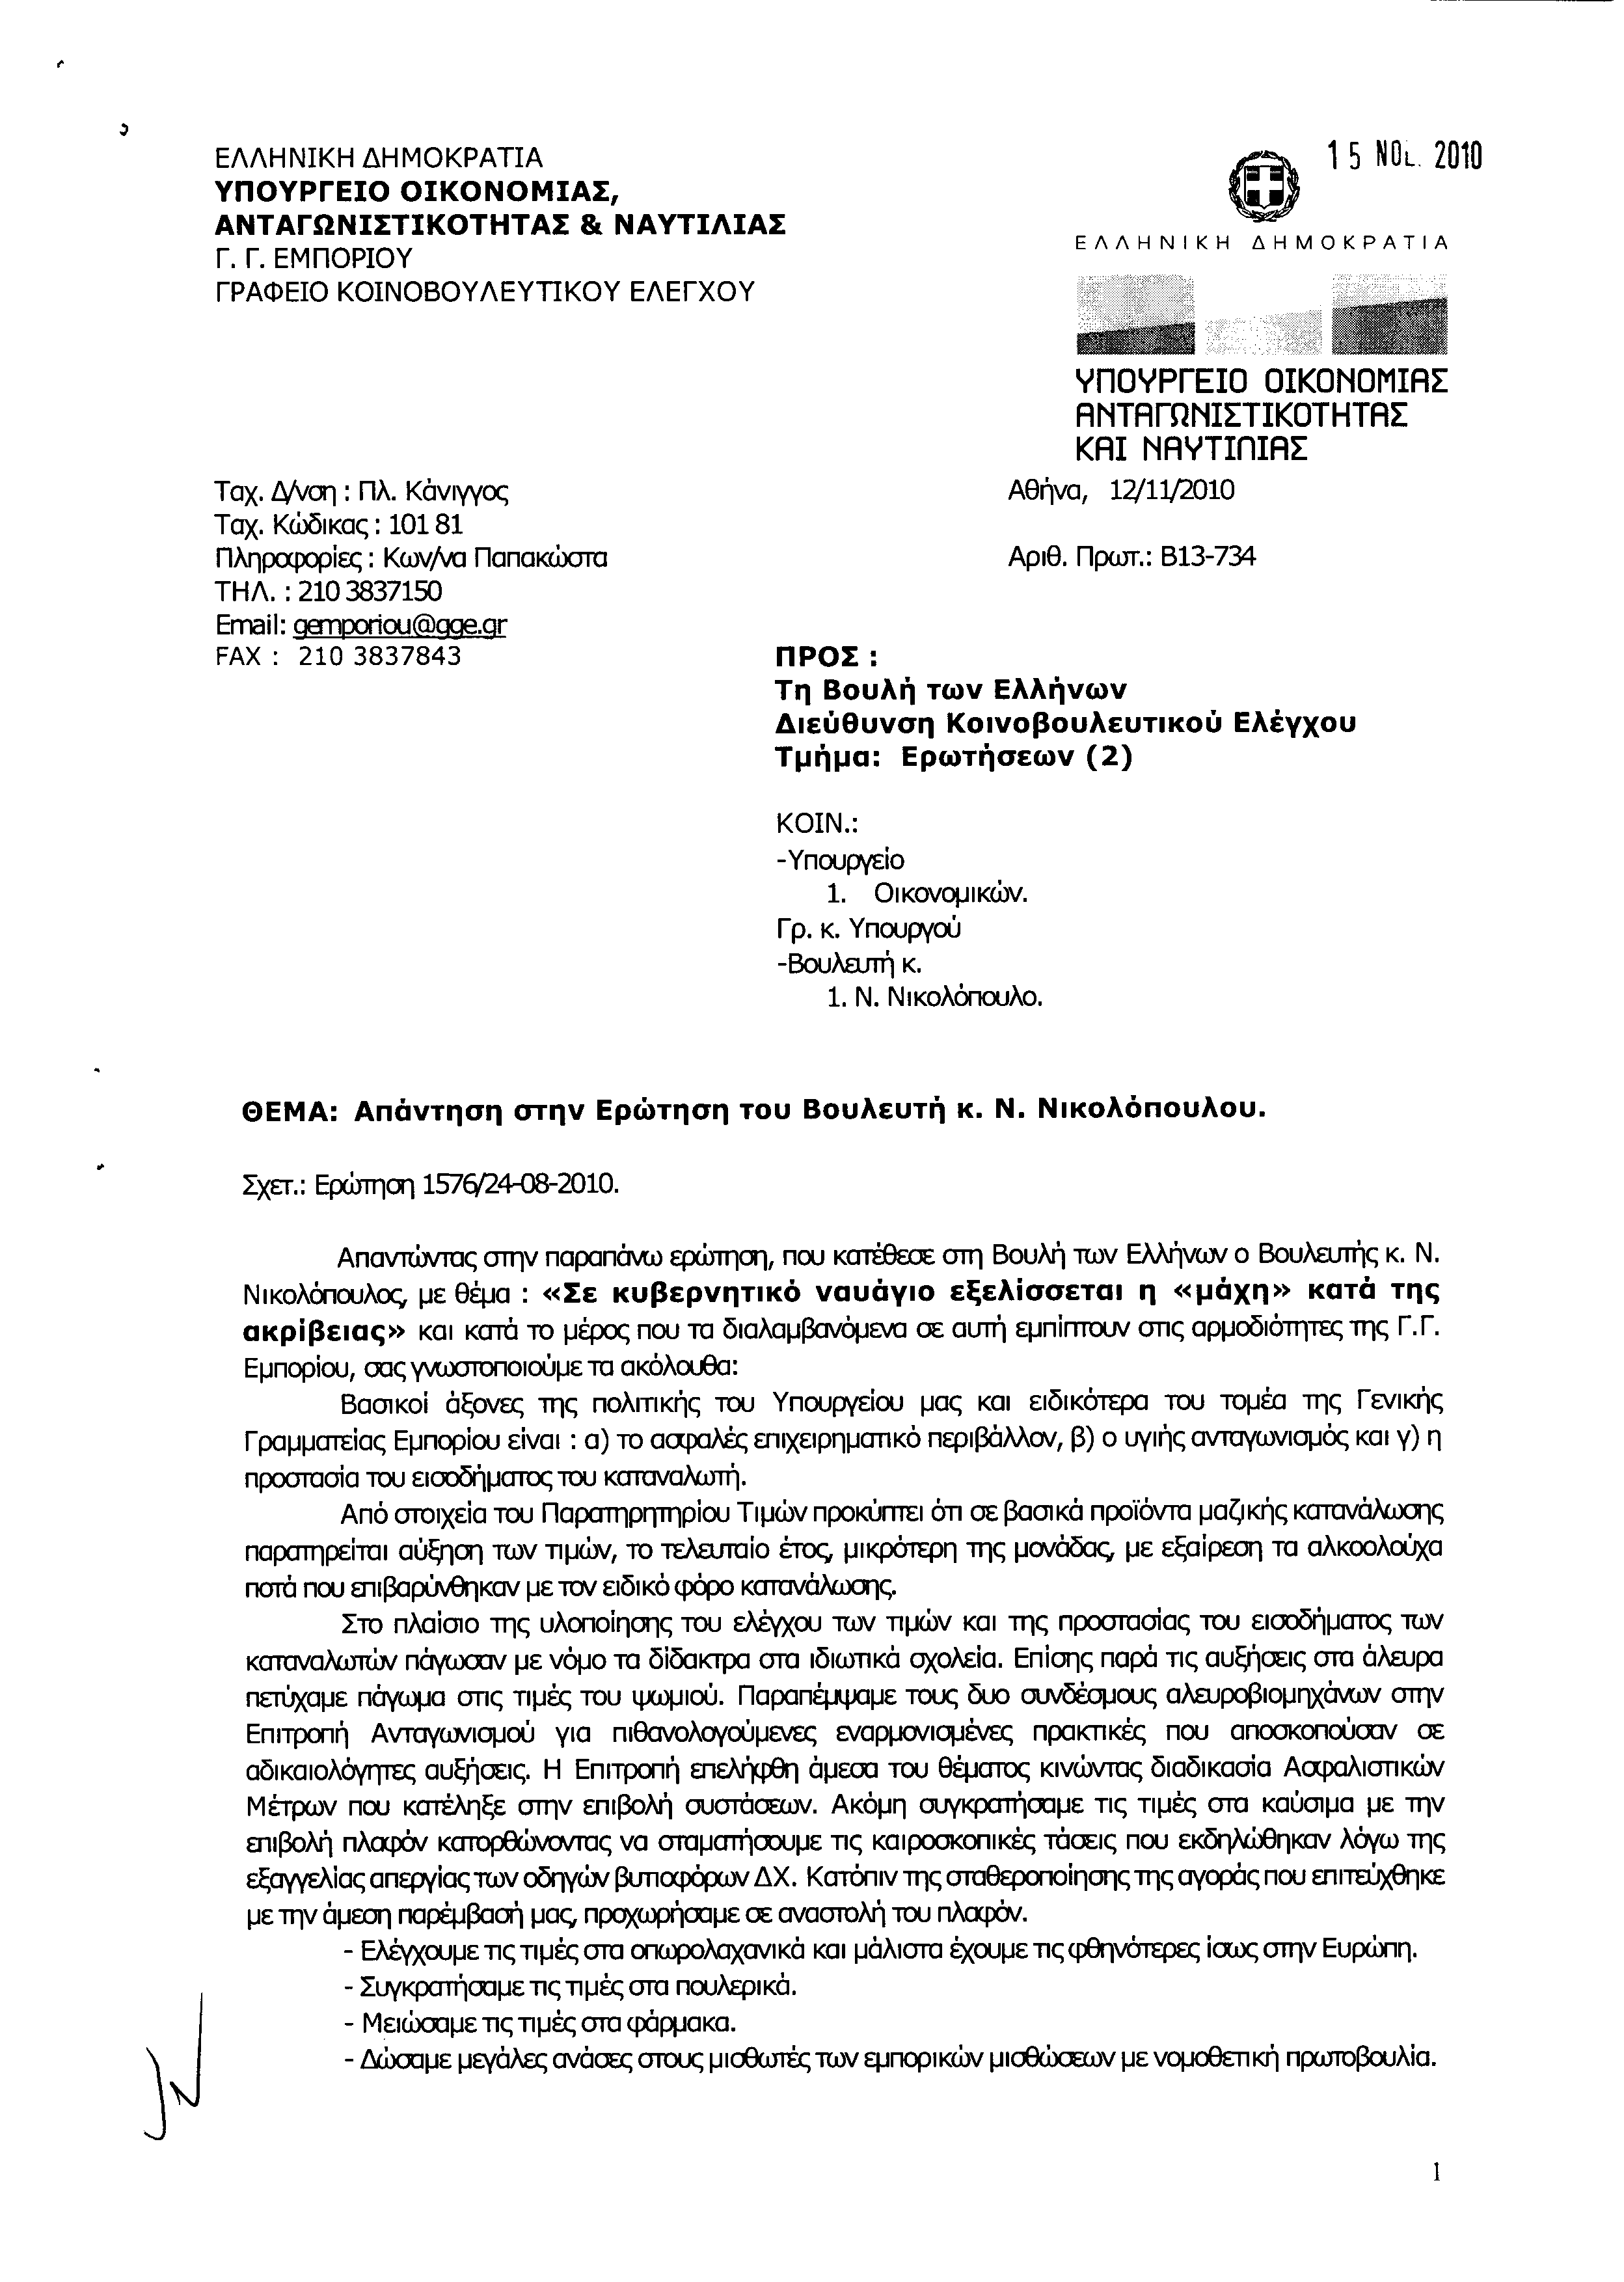 15 ΝΟΕ. 2010
ΕΛΛΗΝΙΚΗ ΔΗΜΟΚΡΑΤΙΑ
ΥΠΟΥΡΓΕΙΟ ΟΙΚΟΝΟΜΙΑΣ,
ΑΝΤΑΓΩΝΙΣΤΙΚΟΤΗΤΑΣ & ΝΑΥΤΙΛΙΑΣ
Γ. Γ. ΕΜΠΟΡΙΟΥ
ΓΡΑΦΕΙΟ ΚΟΙΝΟΒΟΥΛΕΥΤΙΚΟΥ ΕΛΕΓΧΟΥ
ΕΛΛΗΝΙΚΗ ΔΗΜΟΚΡΑΤΙΑ
ΥΠΟΥΡΓΕΙΟ ΟΙΚΟΝΟΜΙΑΣ
ΑΝΤΑΓΩΝΙΣΤΙΚΟΤΗΤΑΣ
ΚΑΙ ΝΑΥΤΙΛΙΑΣ
Ταχ. Δ/νση : Πλ. Κάνιγγος
Ταχ. Κώδικας : 101 81
Πληροφορίες : Κων/να Παπακώστα
ΤΗΛ. : 210 3837150
Email: gemporiou@gge.gr
FAX : 210 3837843
Αθήνα, 12/11/2010
Αριθ. Πρωτ.: Β13-734
ΠΡΟΣ :
Τη Βουλή των Ελλήνων
Διεύθυνση Κοινοβουλευτικού Ελέγχου
Τμήμα: Ερωτήσεων (2)
ΚΟΙΝ.:
-Υπουργείο
1. Οικονομικών.
Γρ. κ. Υπουργού
-Βουλευτή κ.
1. Ν. Νικολόπουλο.
ΘΕΜΑ: Απάντηση στην Ερώτηση του Βουλευτή κ. Ν. Νικολόπουλου.
Σχετ.: Ερώτηση 1576/24-08-2010.
Απαντώντας στην παραπάνω ερώτηση, που κατέθεσε στη Βουλή των Ελλήνων ο Βουλευτής κ. Ν.
Νικολόπουλος, με θέμα : «Σε κυβερνητικό ναυάγιο εξελίσσεται η «μάχη» κατά της
ακρίβειας» και κατά το μέρος που τα διαλαμβανόμενα σε αυτή εμπίπτουν στις αρμοδιότητες της Γ.Γ.
Εμπορίου, σας γνωστοποιούμε τα ακόλουθα:
Βασικοί άξονες της πολιτικής του Υπουργείου μας και ειδικότερα του τομέα της Γενικής
Γραμματείας Εμπορίου είναι : α) το ασφαλές επιχειρηματικό περιβάλλον, β) ο υγιής ανταγωνισμός και γ) η
προστασία του εισοδήματος του καταναλωτή.
Από στοιχεία του Παρατηρητηρίου Τιμών προκύπτει ότι σε βασικά προϊόντα μαζικής κατανάλωσης
παρατηρείται αύξηση των τιμών, το τελευταίο έτος, μικρότερη της μονάδας, με εξαίρεση τα αλκοολούχα
ποτά που επιβαρύνθηκαν με τον ειδικό φόρο κατανάλωσης.
Στο πλαίσιο της υλοποίησης του ελέγχου των τιμών και της προστασίας του εισοδήματος των
καταναλωτών πάγωσαν με νόμο τα δίδακτρα στα ιδιωτικά σχολεία. Επίσης παρά τις αυξήσεις στα άλευρα
πετύχαμε πάγωμα στις τιμές του ψωμιού. Παραπέμψαμε τους δυο συνδέσμους αλευροβιομηχάνων στην
Επιτροπή Ανταγωνισμού για πιθανολογούμενες εναρμονισμένες πρακτικές που αποσκοπούσαν σε
αδικαιολόγητες αυξήσεις. Η Επιτροπή επελήφθη άμεσα του θέματος κινώντας διαδικασία Ασφαλιστικών
Μέτρων που κατέληξε στην επιβολή συστάσεων. Ακόμη συγκρατήσαμε τις τιμές στα καύσιμα με την
επιβολή πλαφόν κατορθώνοντας να σταματήσουμε τις καιροσκοπικές τάσεις που εκδηλώθηκαν λόγω της
εξαγγελίας απεργίας των οδηγών βυτιοφόρων ΔΧ. Κατόπιν της σταθεροποίησης της αγοράς που επιτεύχθηκε
με την άμεση παρέμβασή μας, προχωρήσαμε σε αναστολή του πλαφόν.
- Ελέγχουμε τις τιμές στα οπωρολαχανικά και μάλιστα έχουμε τις φθηνότερες ίσως στην Ευρώπη.
- Συγκρατήσαμε τις τιμές στα πουλερικά.
- Μειώσαμε τις τιμές στα φάρμακα.
- Δώσαμε μεγάλες ανάσες στους μισθωτές των εμπορικών μισθώσεων με νομοθετική πρωτοβουλία.
1